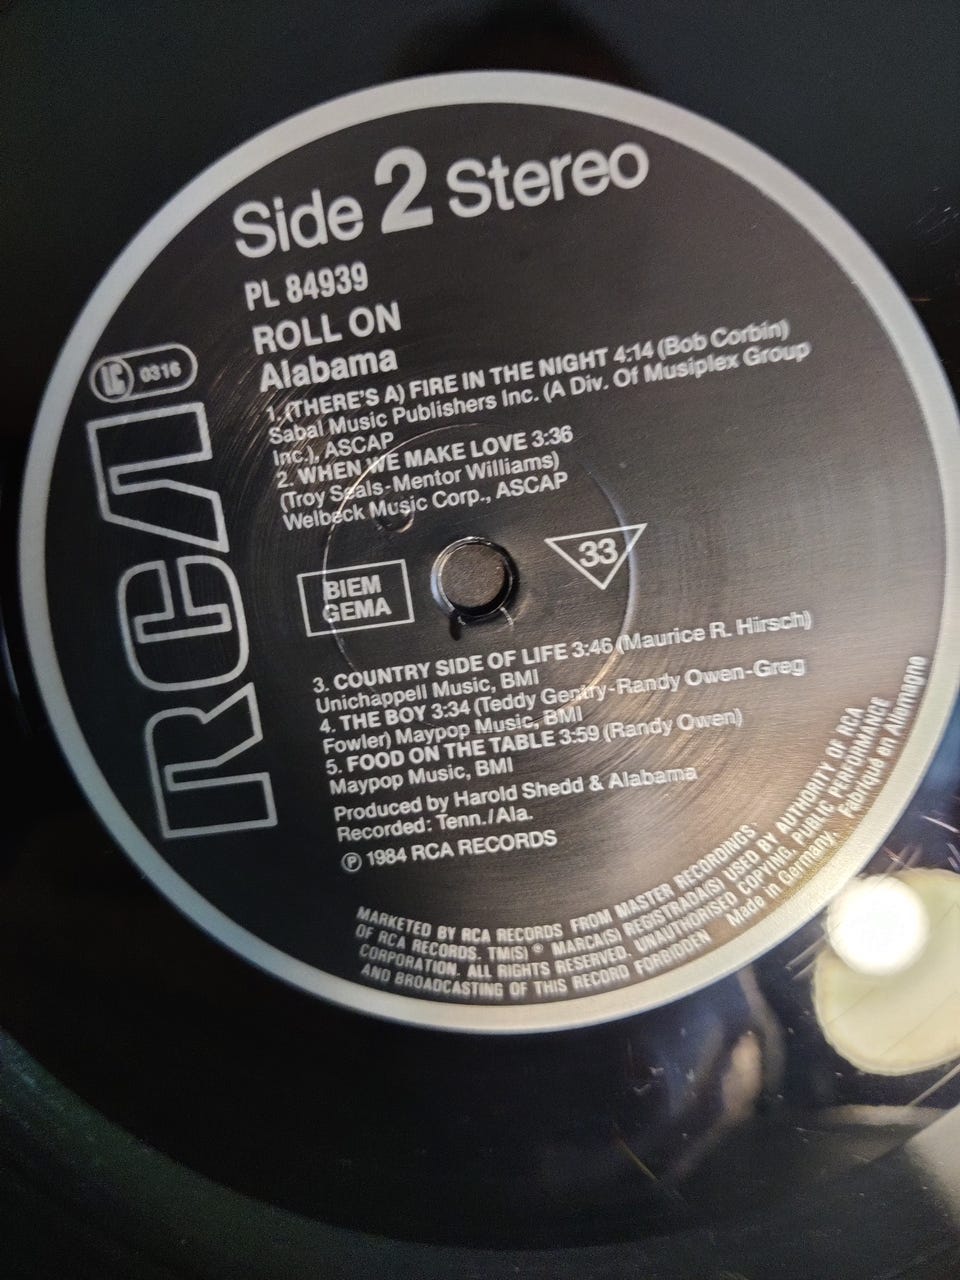 Side 2 Stereo
PL 84939
ROLL ON
Alabama
1. (THERE'S A) FIRE IN THE NIGHT 4:14 (Bob Corbin)
Sabal Music Publishers Inc. (A Div. Of Musiplex Group
Inc.), ASCAP
2. WHEN WE MAKE LOVE 3:36
(Troy Seals-Mentor Williams)
Welbeck Music Corp., ASCAP
LC 0316
RCA
BIEM
GEMA
33
3. COUNTRY SIDE OF LIFE 3:46 (Maurice R. Hirsch)
Unichappell Music, BMI
4. THE BOY 3:34 (Teddy Gentry-Randy Owen-Greg
Fowler) Maypop Music, BMI
5. FOOD ON THE TABLE 3:59 (Randy Owen)
Maypop Music, BMI
Produced by Harold Shedd & Alabama
Recorded: Tenn./Ala.
℗ 1984 RCA RECORDS
MARKETED BY RCA RECORDS FROM MASTER RECORDINGS
OF RCA RECORDS. TM(S) ® MARCA(S) REGISTRADA(S) USED BY AUTHORITY OF RCA
CORPORATION. ALL RIGHTS RESERVED. UNAUTHORISED COPYING, PUBLIC PERFORMANCE
AND BROADCASTING OF THIS RECORD FORBIDDEN Made in Germany. Fabriqué en Allemagne